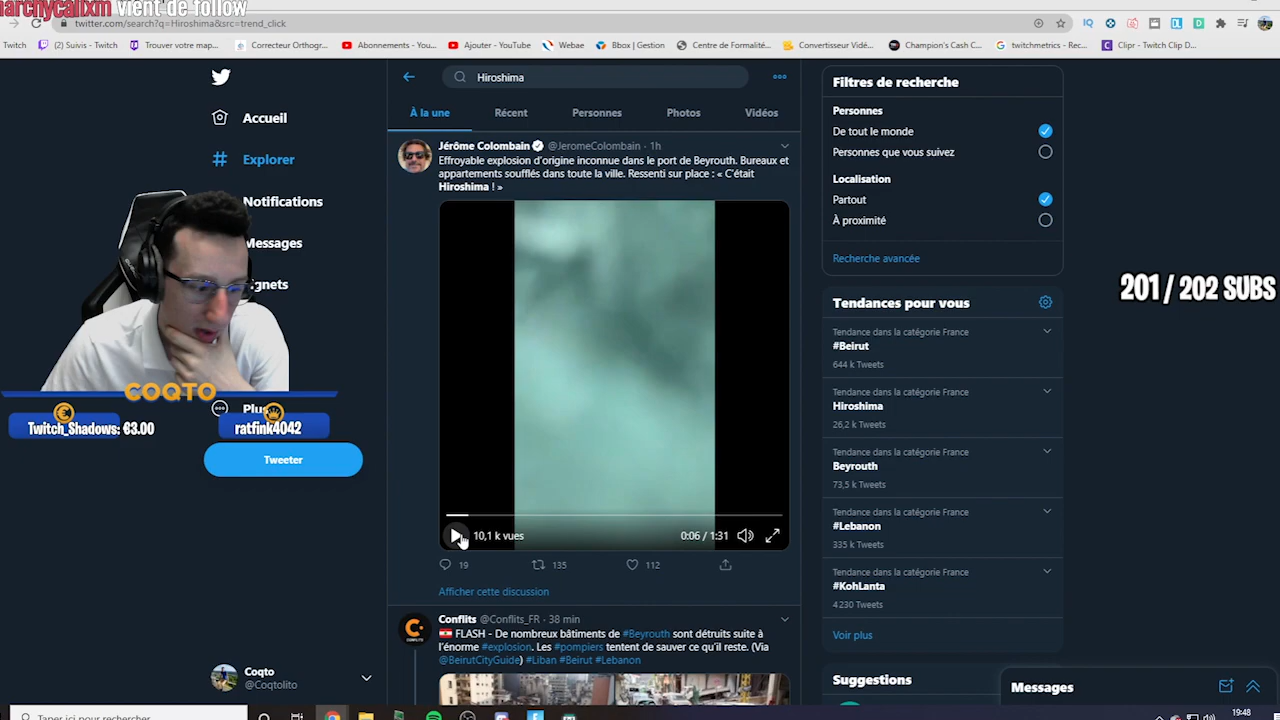 archycalixm vient de follow
twitter.com/search?q=Hiroshima&src=trend_click
Twitch
(2) Suivis - Twitch
Trouver votre map...
Correcteur Orthogr...
Abonnements - You...
Ajouter - YouTube
Webae
Bbox | Gestion
Centre de Formalité...
Convertisseur Vidéo...
Champion's Cash C...
twitchmetrics - Rec...
Clipr - Twitch Clip D...
Hiroshima
À la une
Récent
Personnes
Photos
Vidéos
Accueil
Explorer
Notifications
Messages
gnets
Plus
Tweeter
COQTO
Twitch_Shadows: €3.00
ratfink4042
Coqto
@Coqtolito
Jérôme Colombain @JeromeColombain · 1h
Effroyable explosion d'origine inconnue dans le port de Beyrouth. Bureaux et
appartements soufflés dans toute la ville. Ressenti sur place : « C'était
Hiroshima ! »
10,1 k vues
0:06 / 1:31
19
135
112
Afficher cette discussion
Conflits @Conflits_FR · 38 min
FLASH - De nombreux bâtiments de #Beyrouth sont détruits suite à
l'énorme #explosion. Les #pompiers tentent de sauver ce qu'il reste. (Via
@BeirutCityGuide) #Liban #Beirut #Lebanon
Filtres de recherche
Personnes
De tout le monde
Personnes que vous suivez
Localisation
Partout
À proximité
Recherche avancée
Tendances pour vous
Tendance dans la catégorie France
#Beirut
644 k Tweets
Tendance dans la catégorie France
Hiroshima
26,2 k Tweets
Tendance dans la catégorie France
Beyrouth
73,5 k Tweets
Tendance dans la catégorie France
#Lebanon
335 k Tweets
Tendance dans la catégorie France
#KohLanta
4 230 Tweets
Voir plus
Suggestions
Messages
201 / 202 SUBS
Taper ici pour rechercher
19:48